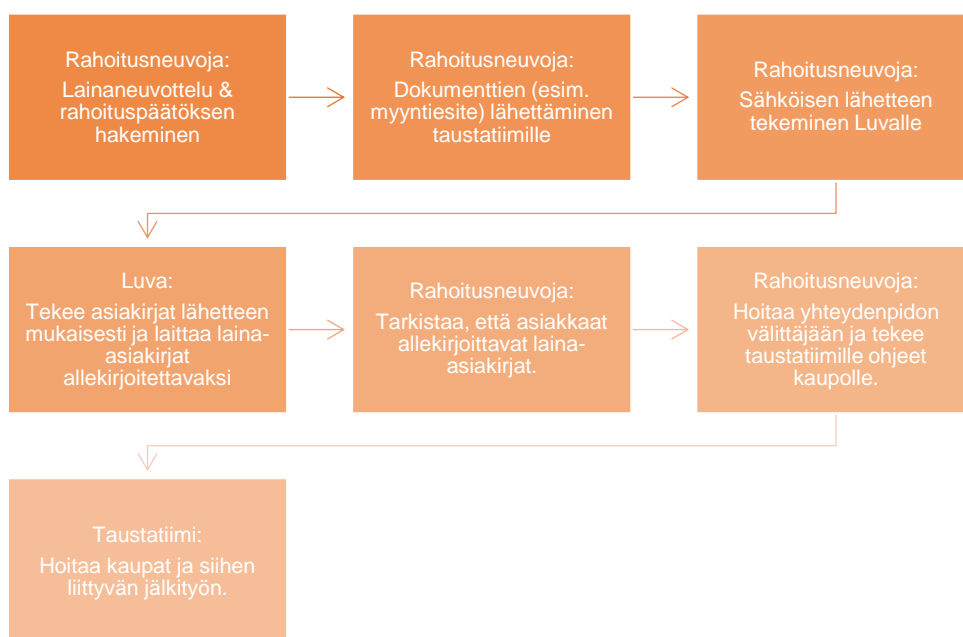 Rahoitusneuvoja:
Lainaneuvottelu &
rahoituspäätöksen
hakeminen
Rahoitusneuvoja:
Dokumenttien (esim.
myyntiesite) lähettäminen
taustatiimille
Rahoitusneuvoja:
Sähköisen lähetteen
tekeminen Luvalle
Luva:
Tekee asiakirjat lähetteen
mukaisesti ja laittaa laina-
asiakirjat
allekirjoitettavaksi
Rahoitusneuvoja:
Tarkistaa, että asiakkaat
allekirjoittavat laina-
asiakirjat.
Rahoitusneuvoja:
Hoitaa yhteydenpidon
välittäjään ja tekee
taustatiimille ohjeet
kaupolle.
Taustatiimi:
Hoitaa kaupat ja siihen
liittyvän jälkityön.